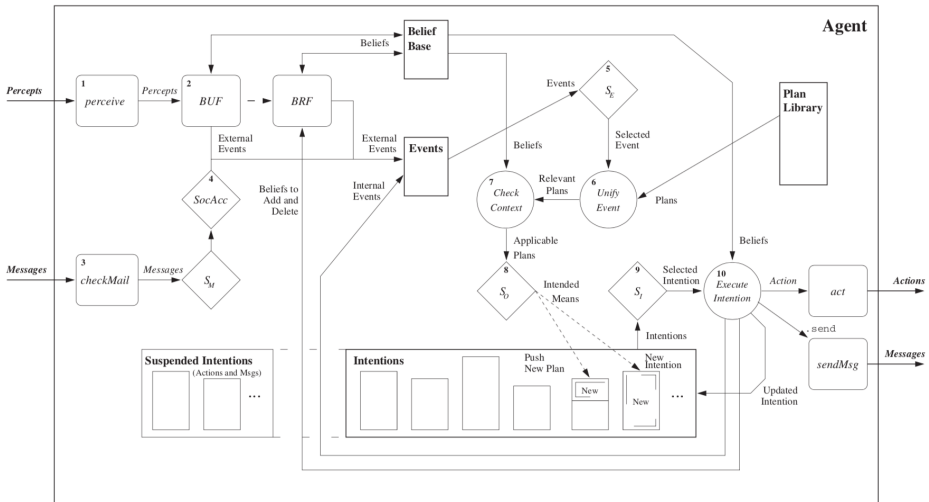 Agent
Belief
Base
Beliefs
1
perceive
Percepts
Percepts
2
BUF
BRF
5
S_E
Events
Plan
Library
External
Events
External
Events
Events
Selected
Event
4
SocAcc
Beliefs to
Add and
Delete
Internal
Events
Beliefs
7
Check
Context
Relevant
Plans
6
Unify
Event
Plans
Messages
3
checkMail
Messages
S_M
Applicable
Plans
8
S_O
Intended
Means
9
S_I
Selected
Intention
Beliefs
10
Execute
Intention
Action
act
Actions
.send
sendMsg
Messages
Intentions
Suspended Intentions
(Actions and Msgs)
...
Intentions
Push
New Plan
New
Intention
New
New
...
Updated
Intention